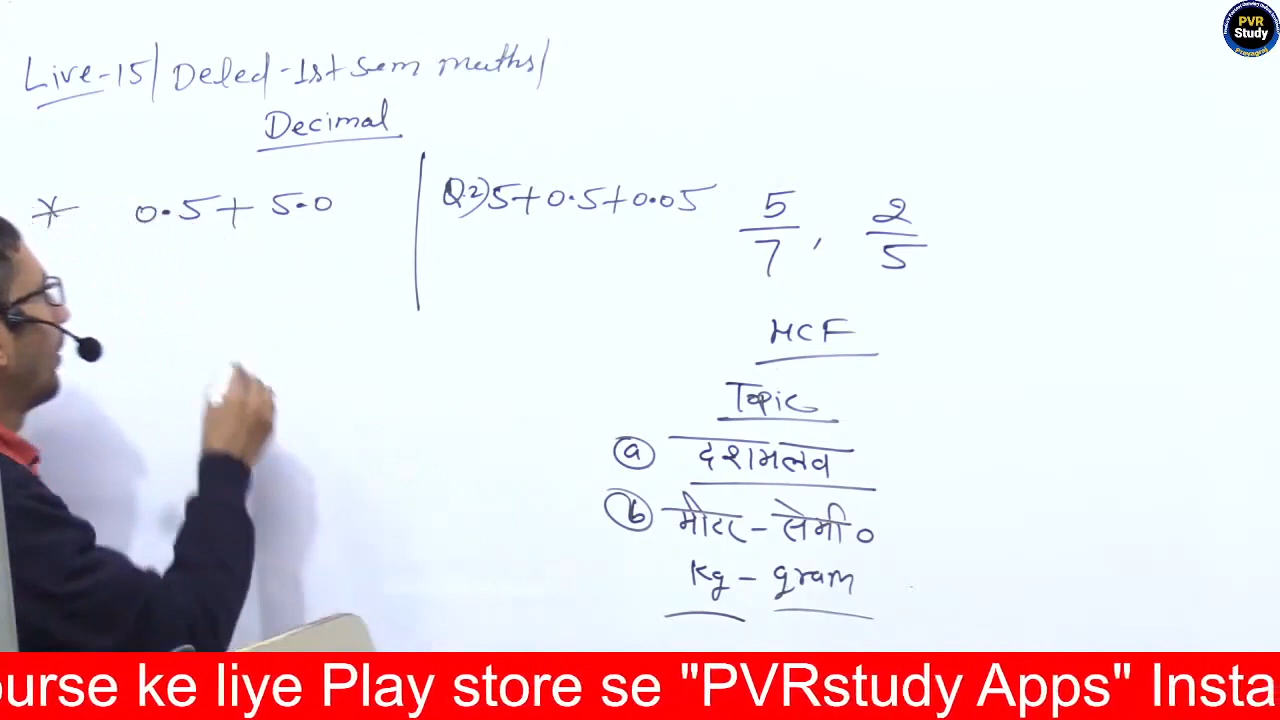 Live-15/ Deled-1st sem maths/
Decimal
* 0.5+5.0
Q2) 5+0.5+0.05
5/7, 2/5
HCF
Topic
(a) दशमलव
(b) मीटर - सेमी०
Kg - gram
PVR
Study
Prayagraj
ourse ke liye Play store se "PVRstudy Apps" Insta